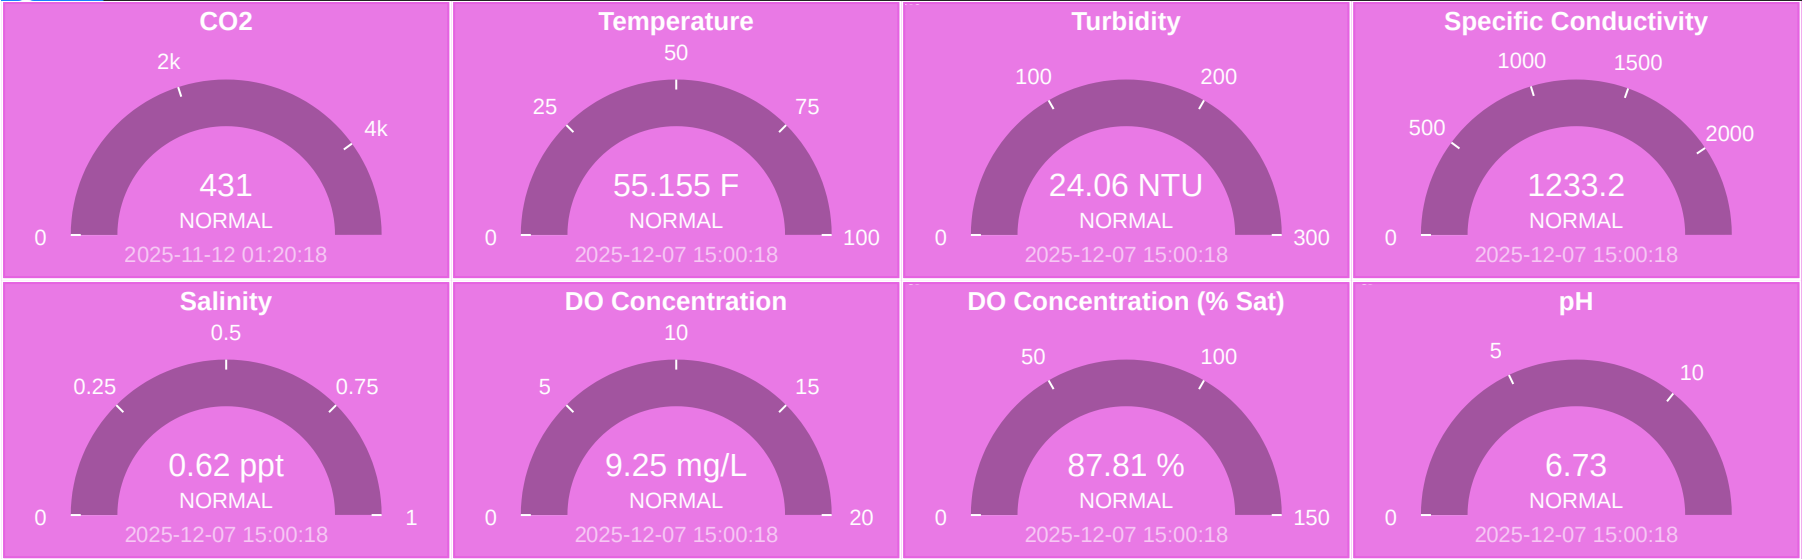 CO2
2k
4k
431
NORMAL
0
2025-11-12 01:20:18
Temperature
50
25
75
55.155 F
NORMAL
0
100
2025-12-07 15:00:18
Turbidity
100
200
24.06 NTU
NORMAL
0
300
2025-12-07 15:00:18
Specific Conductivity
1000
1500
500
2000
1233.2
NORMAL
0
2025-12-07 15:00:18
Salinity
0.5
0.25
0.75
0.62 ppt
NORMAL
0
1
2025-12-07 15:00:18
DO Concentration
10
5
15
9.25 mg/L
NORMAL
0
20
2025-12-07 15:00:18
DO Concentration (% Sat)
50
100
87.81 %
NORMAL
0
150
2025-12-07 15:00:18
pH
5
10
6.73
NORMAL
0
2025-12-07 15:00:18